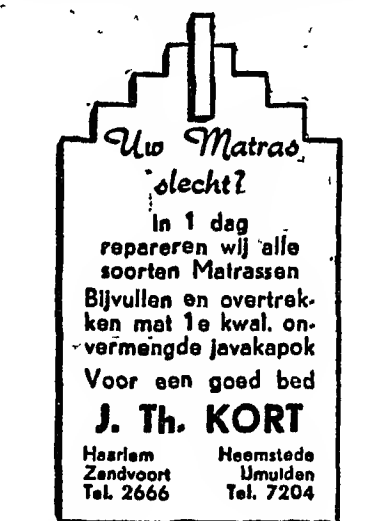 Uw Matras
slecht?
In 1 dag
repareren wij alle
soorten Matrassen
Bijvullen en overtrek-
ken met 1e kwal. on-
vermengde javakapok
Voor een goed bed
J. Th. KORT
Haarlem Heemstede
Zandvoort IJmuiden
Tel. 2666 Tel. 7204